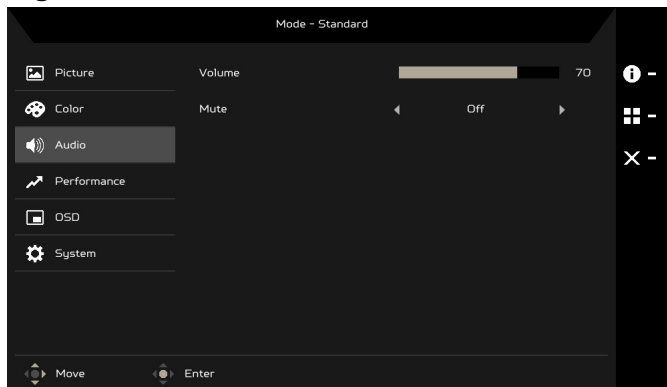 Mode - Standard
Picture
Volume
70
Color
Mute
Off
Audio
Performance
OSD
System
Move
Enter